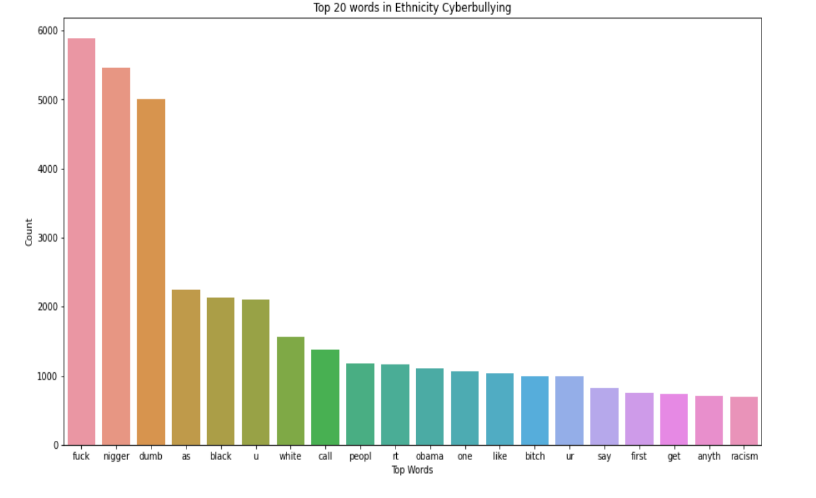 Top 20 words in Ethnicity Cyberbullying
6000
5000
4000
3000
2000
1000
0
Count
fuck nigger dumb as black u white call peopl rt obama one like bitch ur say first get anyth racism
Top Words